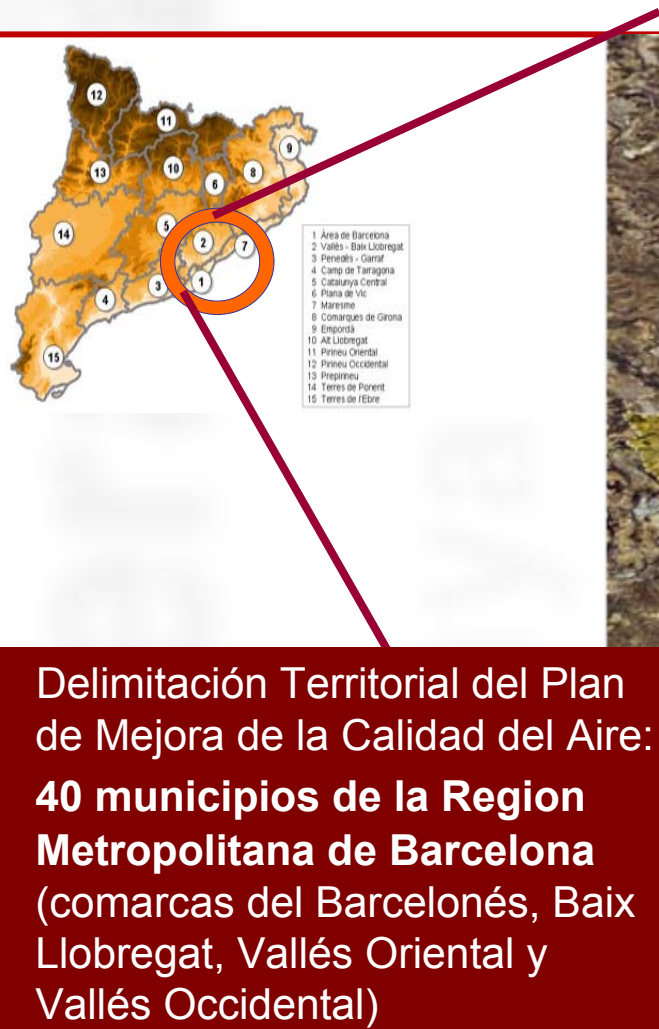 12
11
9
13
10
8
6
14
5
2
7
1
3
4
15
1 Área de Barcelona
2 Vallès - Baix Llobregat
3 Penedès - Garraf
4 Camp de Tarragona
5 Catalunya Central
6 Plana de Vic
7 Maresme
8 Comarques de Girona
9 Empordà
10 Alt Llobregat
11 Pirineu Oriental
12 Pirineu Occidental
13 Prepirineu
14 Terres de Ponent
15 Terres de l'Ebre
Delimitación Territorial del Plan
de Mejora de la Calidad del Aire:
40 municipios de la Region
Metropolitana de Barcelona
(comarcas del Barcelonés, Baix
Llobregat, Vallés Oriental y
Vallés Occidental)